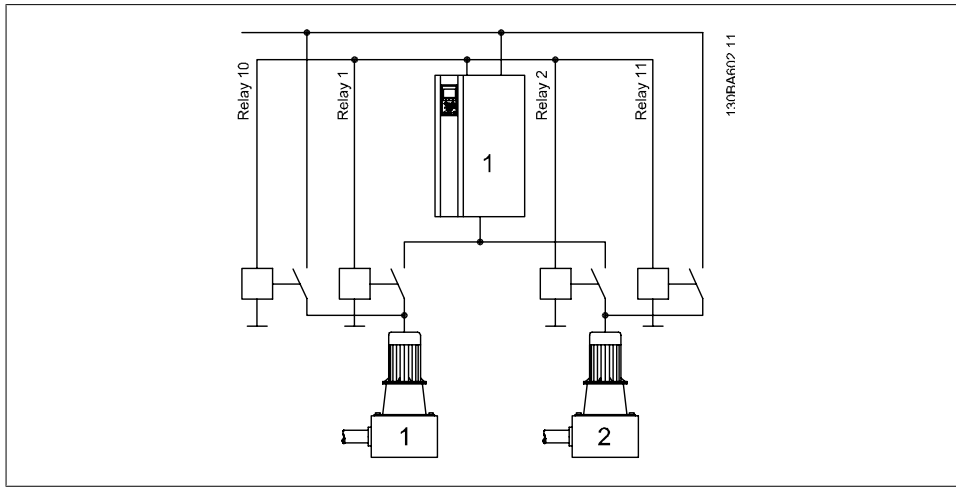 Relay 10
Relay 1
Relay 2
Relay 11
130BA602.11
1
1
2